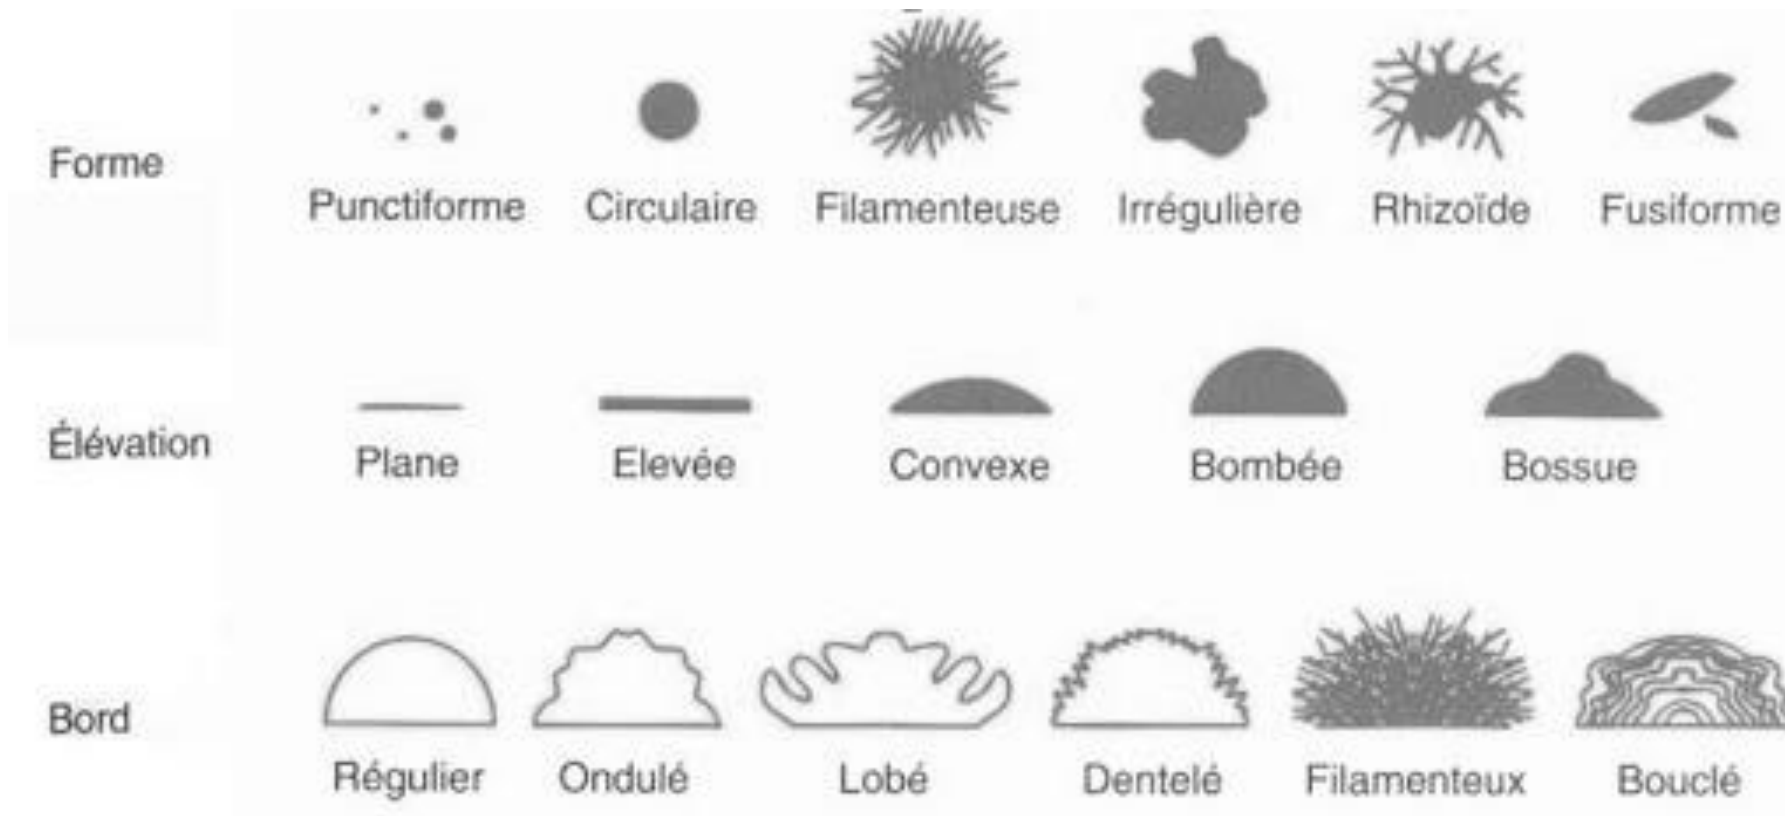 Forme
Punctiforme Circulaire Filamenteuse Irrégulière Rhizoïde Fusiforme
Élévation
Plane Elevée Convexe Bombée Bossue
Bord
Régulier Ondulé Lobé Dentelé Filamenteux Bouclé